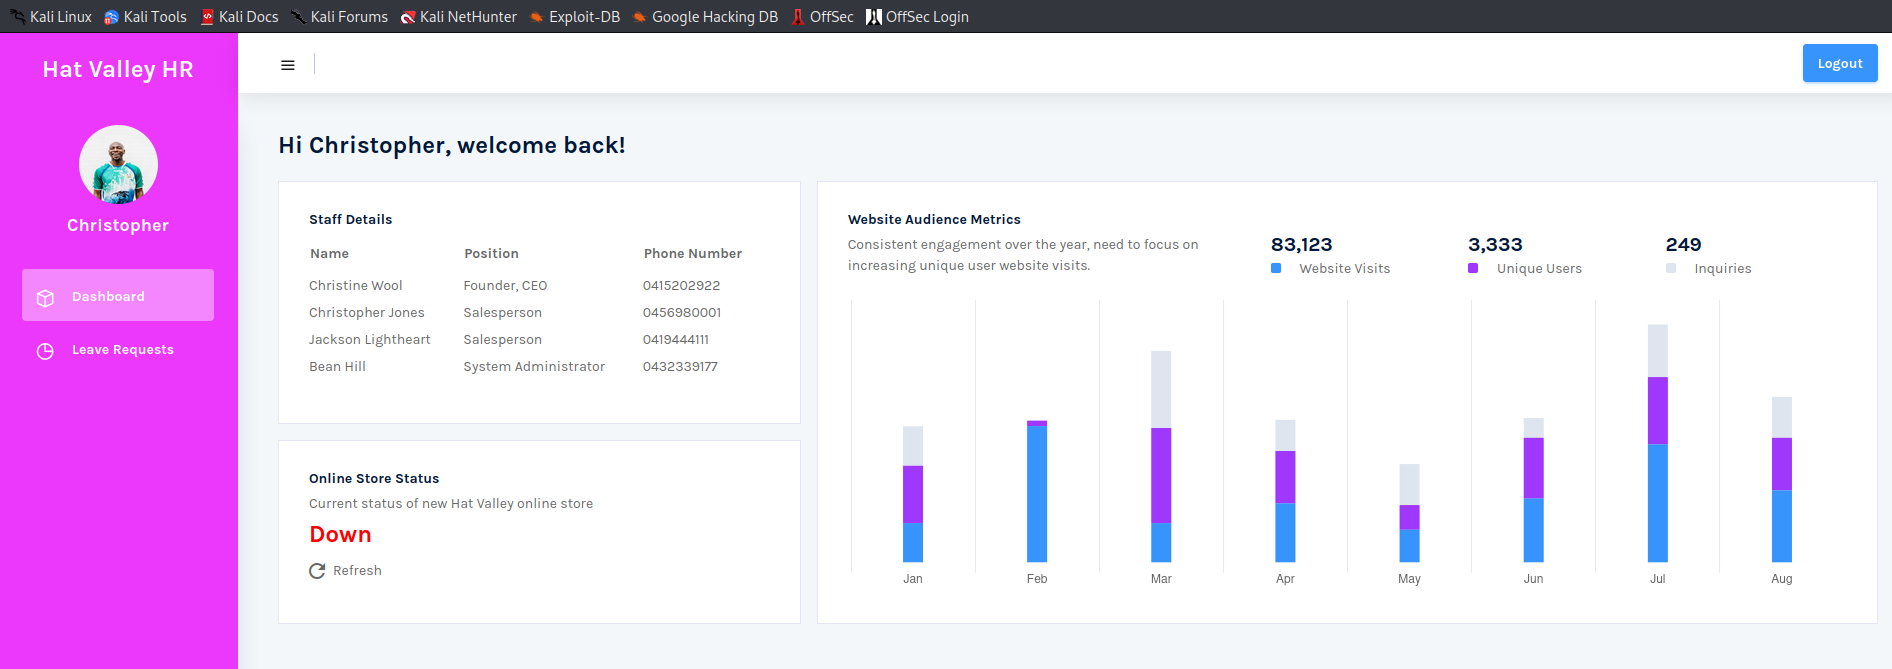 Kali Linux Kali Tools Kali Docs Kali Forums Kali NetHunter Exploit-DB Google Hacking DB OffSec OffSec Login
Hat Valley HR
Christopher
Dashboard
Leave Requests
Logout
Hi Christopher, welcome back!
Staff Details
Name Position Phone Number
Christine Wool Founder, CEO 0415202922
Christopher Jones Salesperson 0456980001
Jackson Lightheart Salesperson 0419444111
Bean Hill System Administrator 0432339177
Online Store Status
Current status of new Hat Valley online store
Down
Refresh
Website Audience Metrics
Consistent engagement over the year, need to focus on
increasing unique user website visits.
83,123 3,333 249
Website Visits Unique Users Inquiries
Jan Feb Mar Apr May Jun Jul Aug